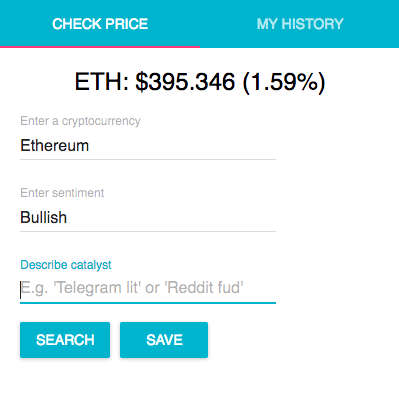 CHECK PRICE MY HISTORY
ETH: $395.346 (1.59%)
Enter a cryptocurrency
Ethereum
Enter sentiment
Bullish
Describe catalyst
E.g. 'Telegram lit' or 'Reddit fud'
SEARCH SAVE